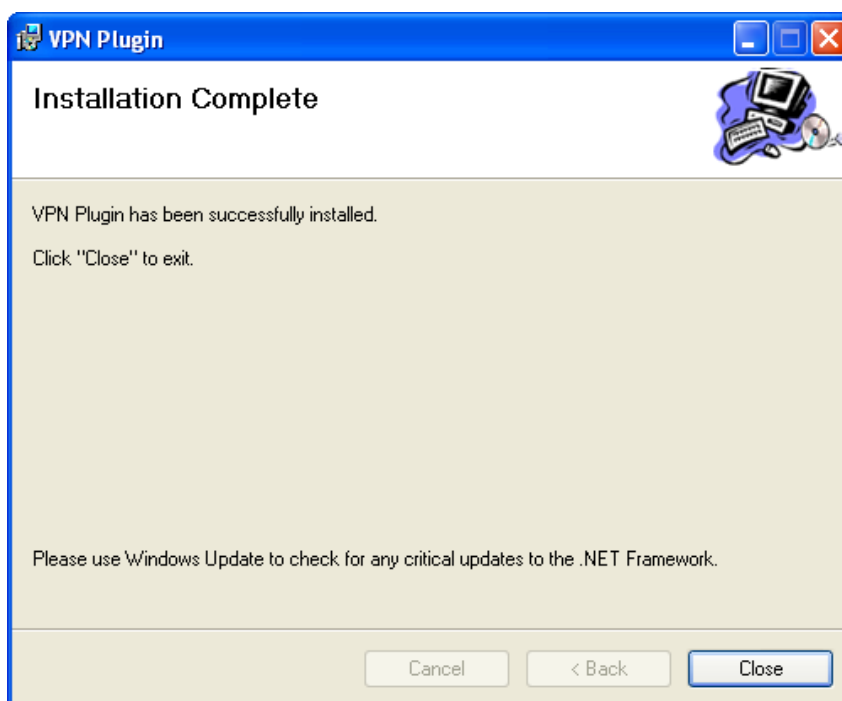 VPN Plugin
Installation Complete
VPN Plugin has been successfully installed.
Click "Close" to exit.
Please use Windows Update to check for any critical updates to the .NET Framework.
Cancel
< Back
Close